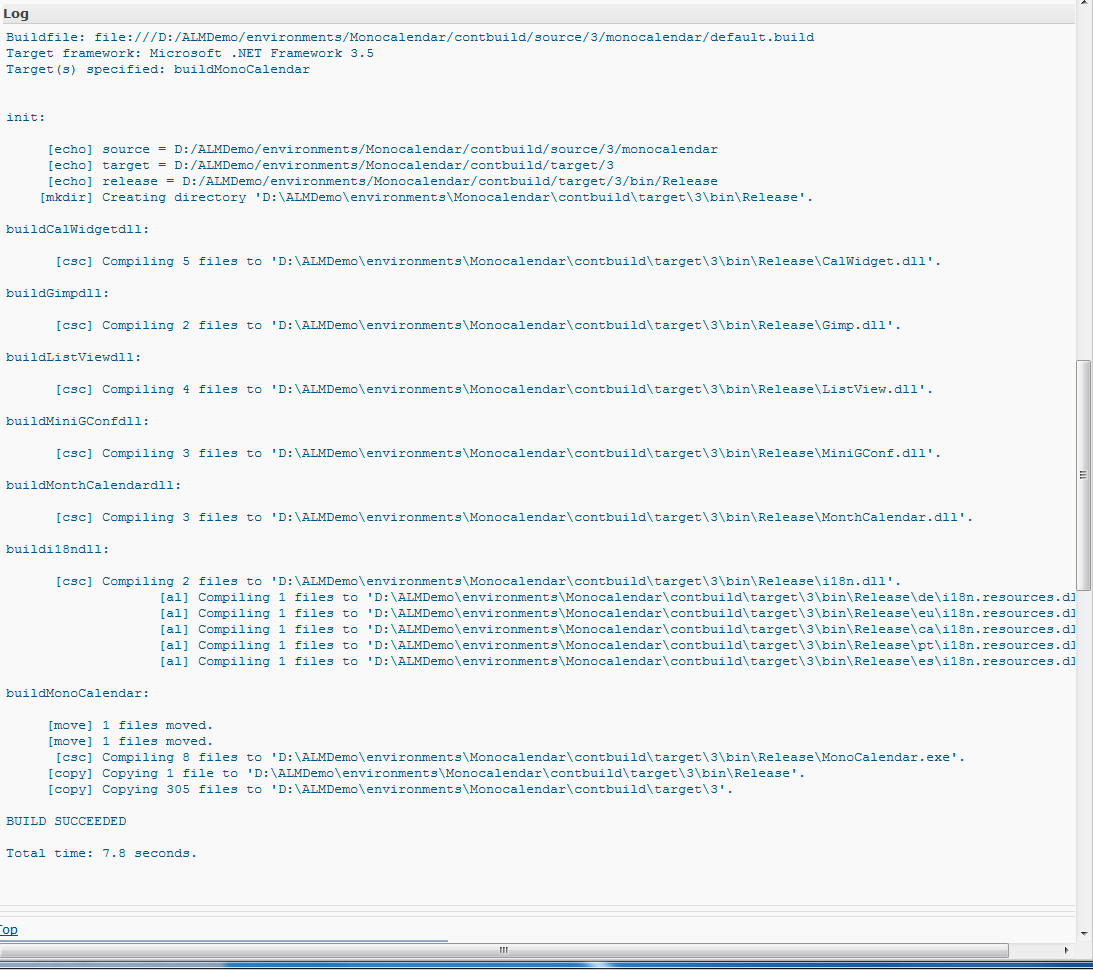 Log
Buildfile: file:///D:/ALMDemo/environments/Monocalendar/contbuild/source/3/monocalendar/default.build
Target framework: Microsoft .NET Framework 3.5
Target(s) specified: buildMonoCalendar
init:
[echo] source = D:/ALMDemo/environments/Monocalendar/contbuild/source/3/monocalendar
[echo] target = D:/ALMDemo/environments/Monocalendar/contbuild/target/3
[echo] release = D:/ALMDemo/environments/Monocalendar/contbuild/target/3/bin/Release
[mkdir] Creating directory 'D:\ALMDemo\environments\Monocalendar\contbuild\target\3\bin\Release'.
buildCalWidgetdll:
[csc] Compiling 5 files to 'D:\ALMDemo\environments\Monocalendar\contbuild\target\3\bin\Release\CalWidget.dll'.
buildGimpdll:
[csc] Compiling 2 files to 'D:\ALMDemo\environments\Monocalendar\contbuild\target\3\bin\Release\Gimp.dll'.
buildListViewdll:
[csc] Compiling 4 files to 'D:\ALMDemo\environments\Monocalendar\contbuild\target\3\bin\Release\ListView.dll'.
buildMiniGConfdll:
[csc] Compiling 3 files to 'D:\ALMDemo\environments\Monocalendar\contbuild\target\3\bin\Release\MiniGConf.dll'.
buildMonthCalendardll:
[csc] Compiling 3 files to 'D:\ALMDemo\environments\Monocalendar\contbuild\target\3\bin\Release\MonthCalendar.dll'.
buildi18ndll:
[csc] Compiling 2 files to 'D:\ALMDemo\environments\Monocalendar\contbuild\target\3\bin\Release\i18n.dll'.
[al] Compiling 1 files to 'D:\ALMDemo\environments\Monocalendar\contbuild\target\3\bin\Release\de\i18n.resources.dl
[al] Compiling 1 files to 'D:\ALMDemo\environments\Monocalendar\contbuild\target\3\bin\Release\eu\i18n.resources.dl
[al] Compiling 1 files to 'D:\ALMDemo\environments\Monocalendar\contbuild\target\3\bin\Release\ca\i18n.resources.dl
[al] Compiling 1 files to 'D:\ALMDemo\environments\Monocalendar\contbuild\target\3\bin\Release\pt\i18n.resources.dl
[al] Compiling 1 files to 'D:\ALMDemo\environments\Monocalendar\contbuild\target\3\bin\Release\es\i18n.resources.dl
buildMonoCalendar:
[move] 1 files moved.
[move] 1 files moved.
[csc] Compiling 8 files to 'D:\ALMDemo\environments\Monocalendar\contbuild\target\3\bin\Release\MonoCalendar.exe'.
[copy] Copying 1 file to 'D:\ALMDemo\environments\Monocalendar\contbuild\target\3\bin\Release'.
[copy] Copying 305 files to 'D:\ALMDemo\environments\Monocalendar\contbuild\target\3'.
BUILD SUCCEEDED
Total time: 7.8 seconds.
Top